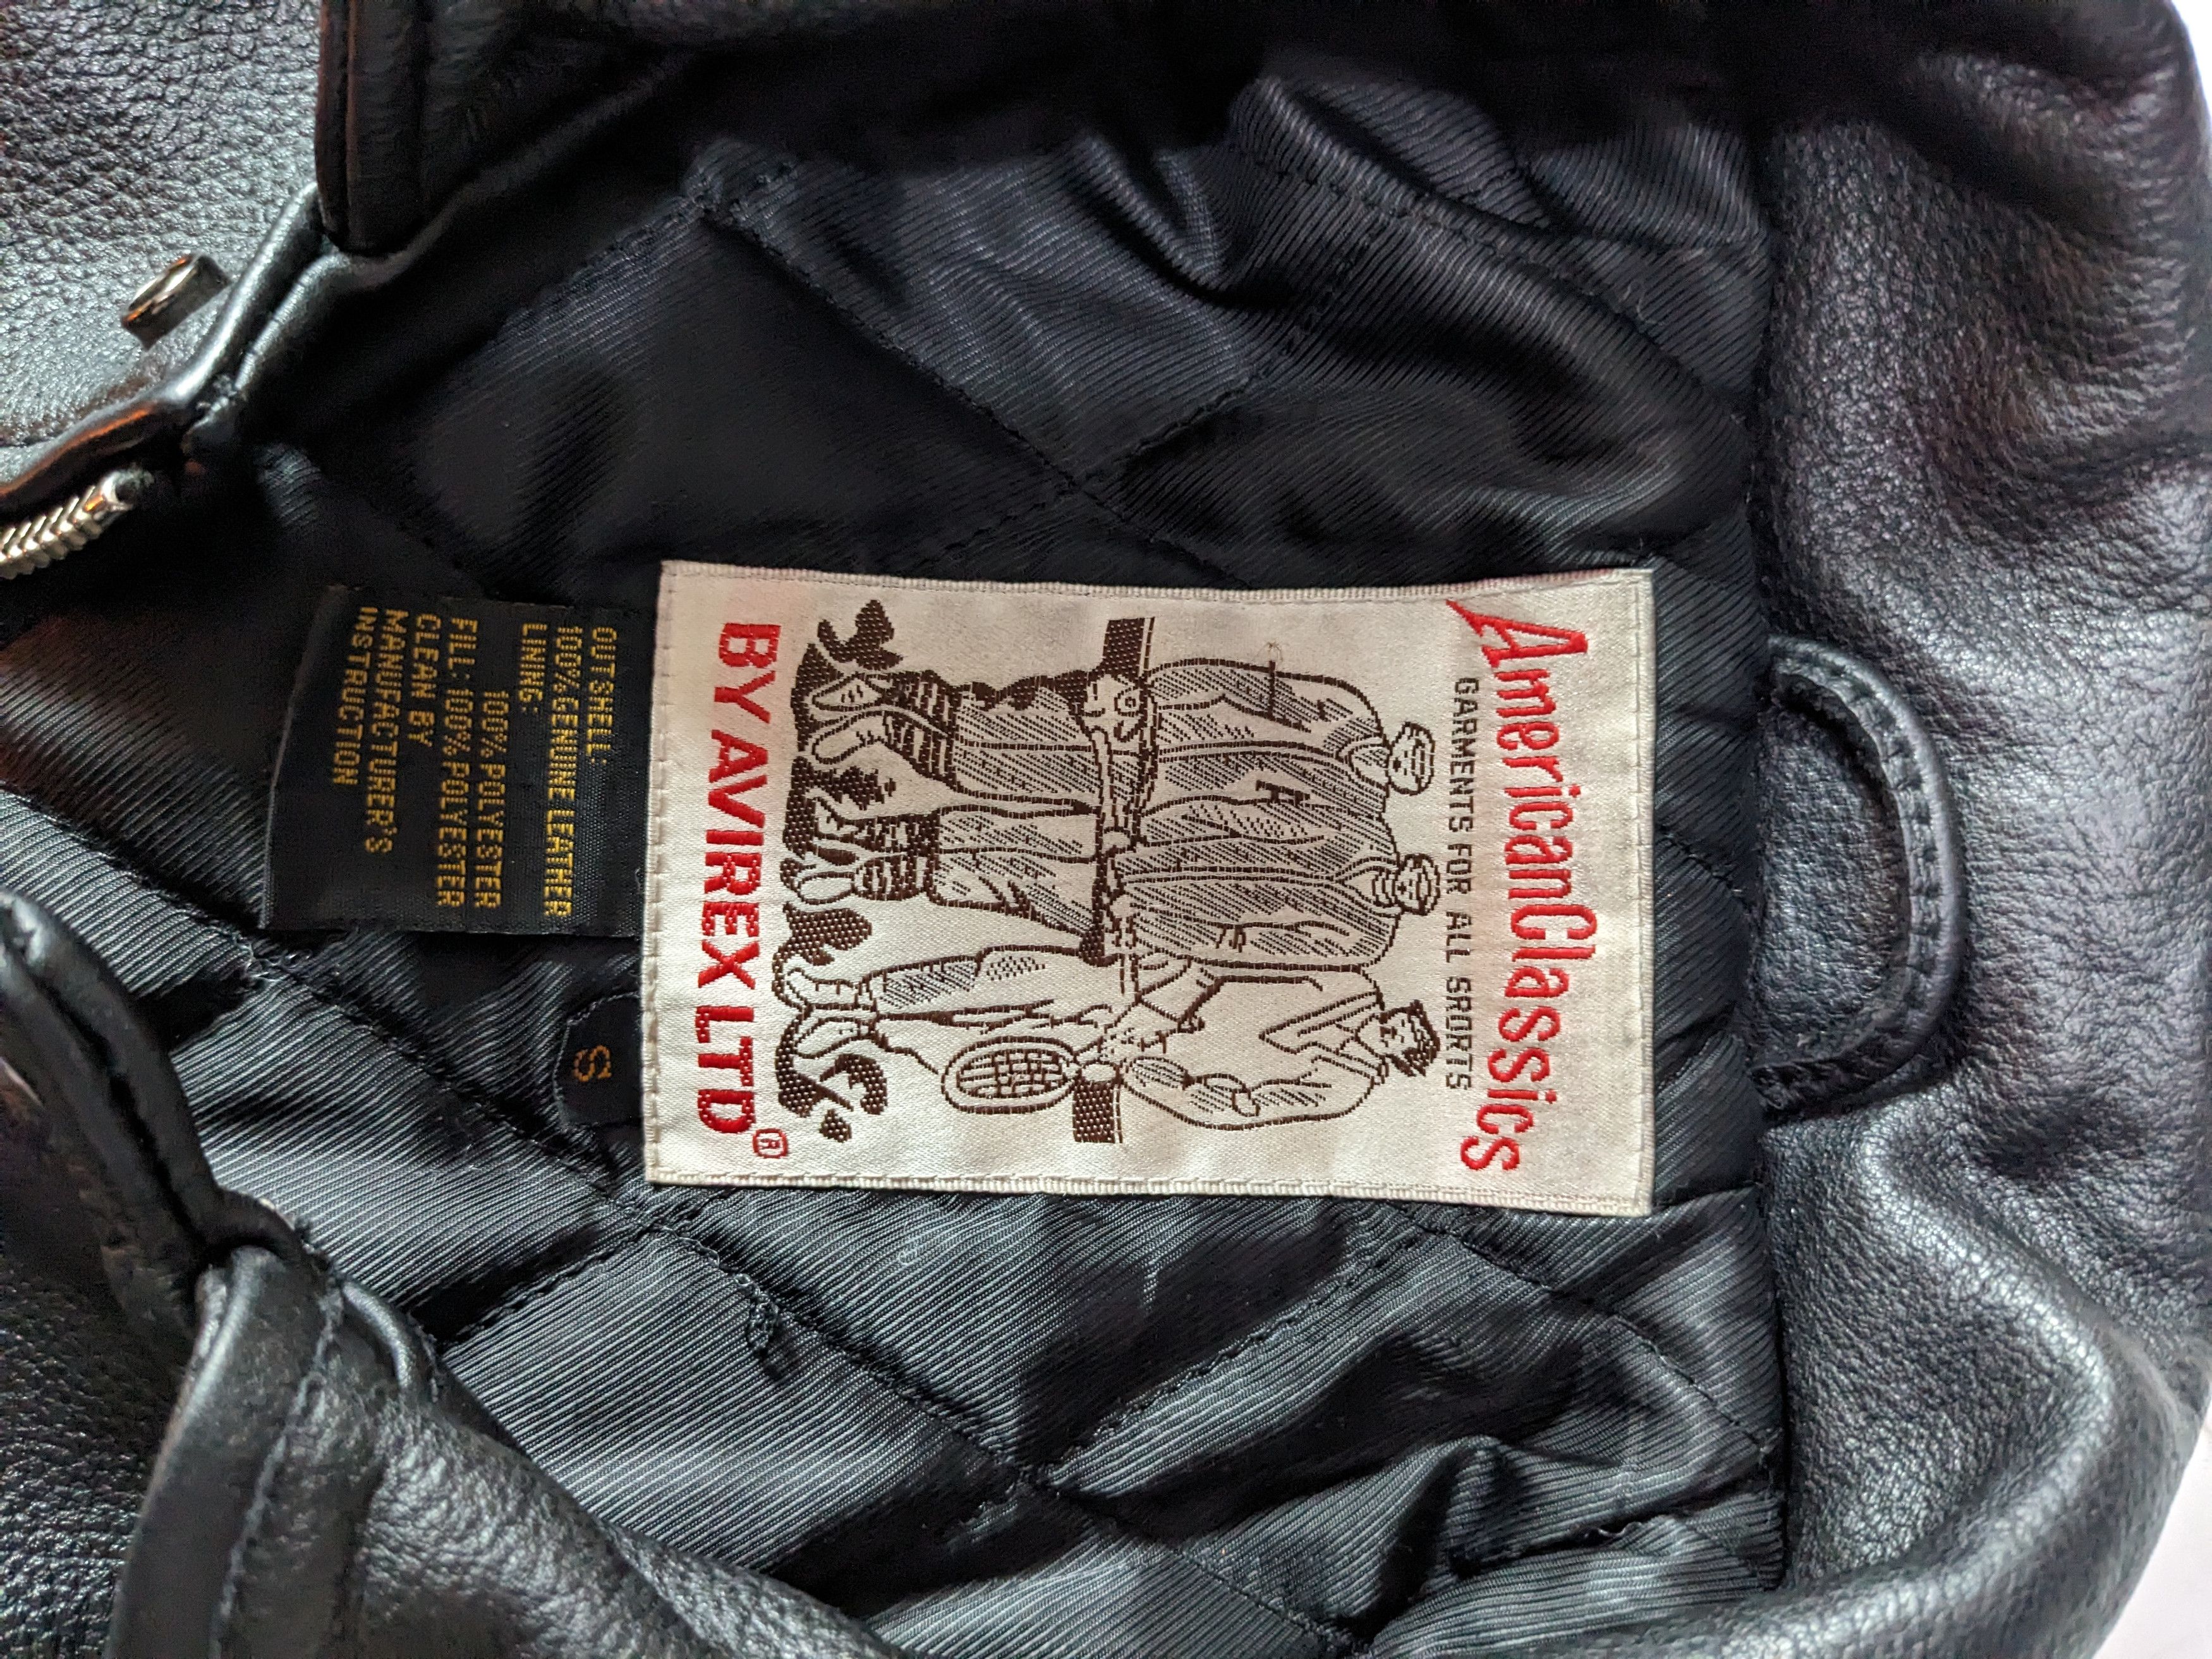 AmericanClassics
GARMENTS FOR ALL SPORTS
H
BY AVIREX LTD®
S
OUTSHELL:
100% GENUINE LEATHER
LINING:
100% POLYESTER
FILL: 100% POLYESTER
CLEAN BY
MANUFACTURER'S
INSTRUCTION